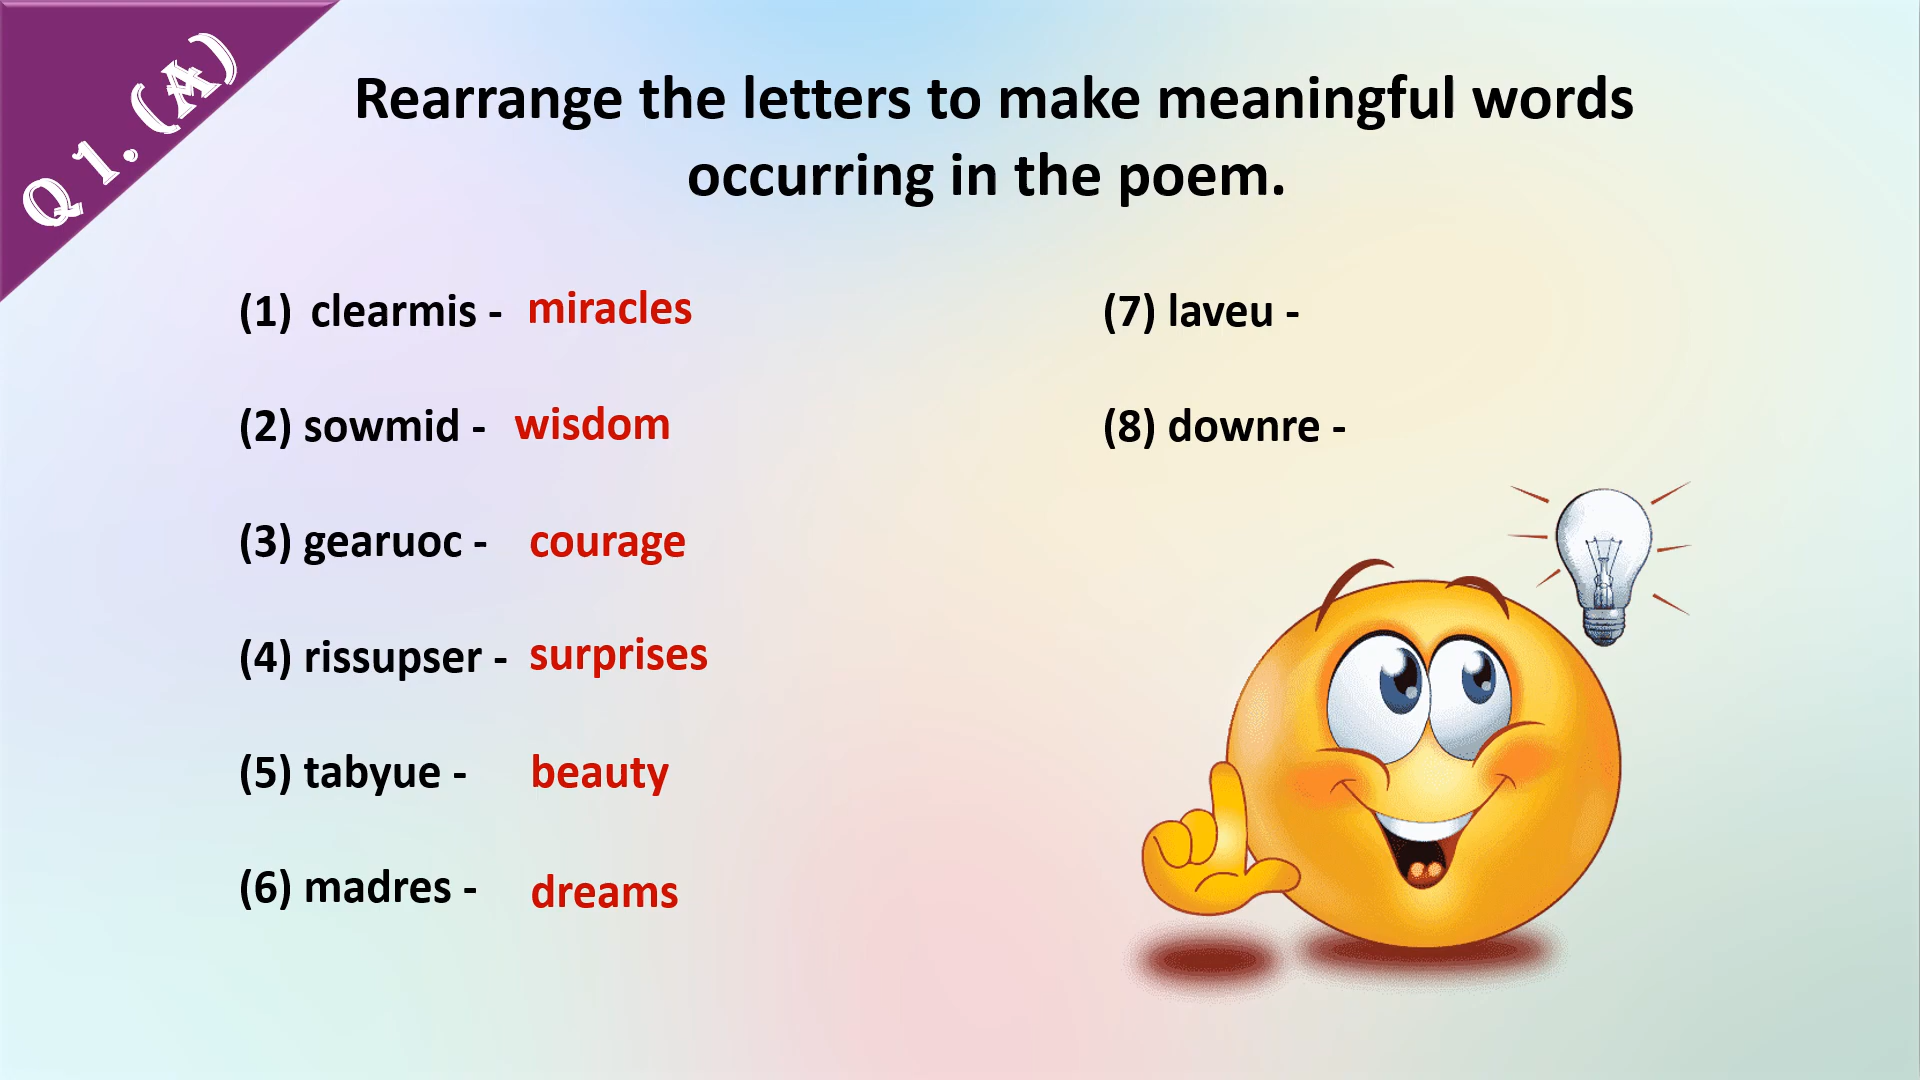 Q 1. (A)
Rearrange the letters to make meaningful words
occurring in the poem.
(1) clearmis - miracles
(2) sowmid - wisdom
(3) gearuoc - courage
(4) rissupser - surprises
(5) tabyue - beauty
(6) madres - dreams
(7) laveu -
(8) downre -